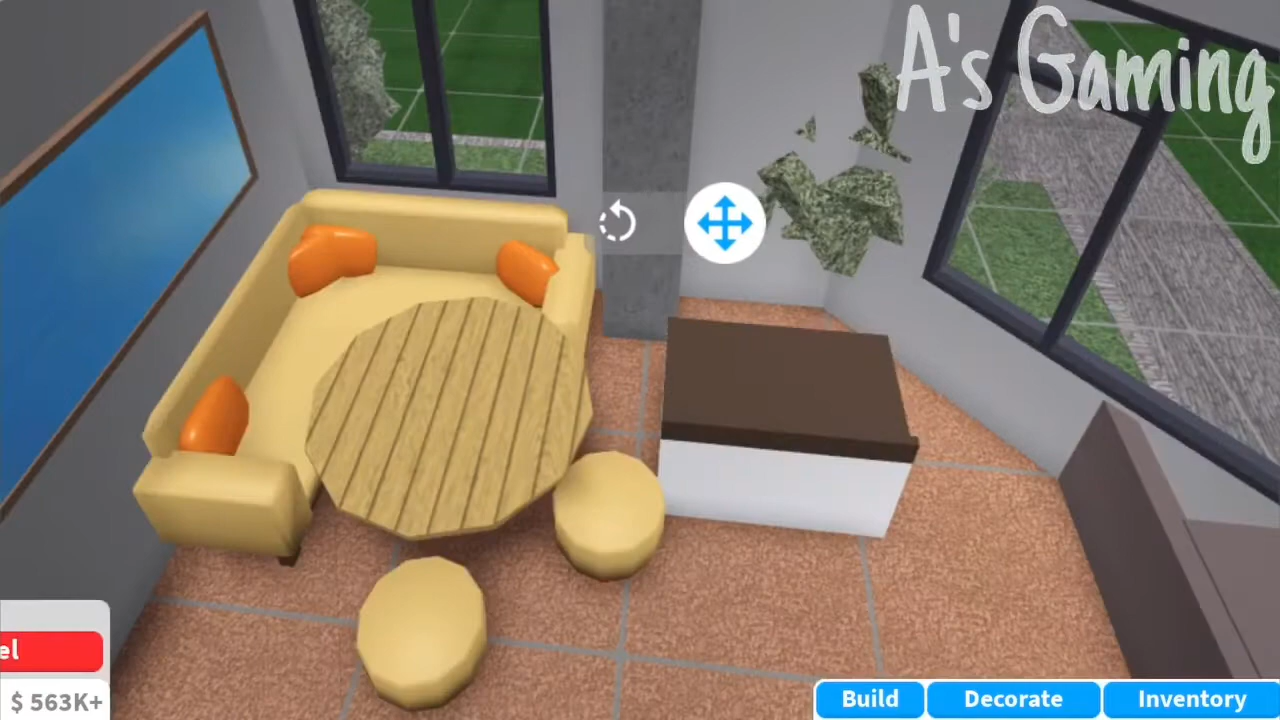 A's Gaming
el
$ 563K+
Build
Decorate
Inventory